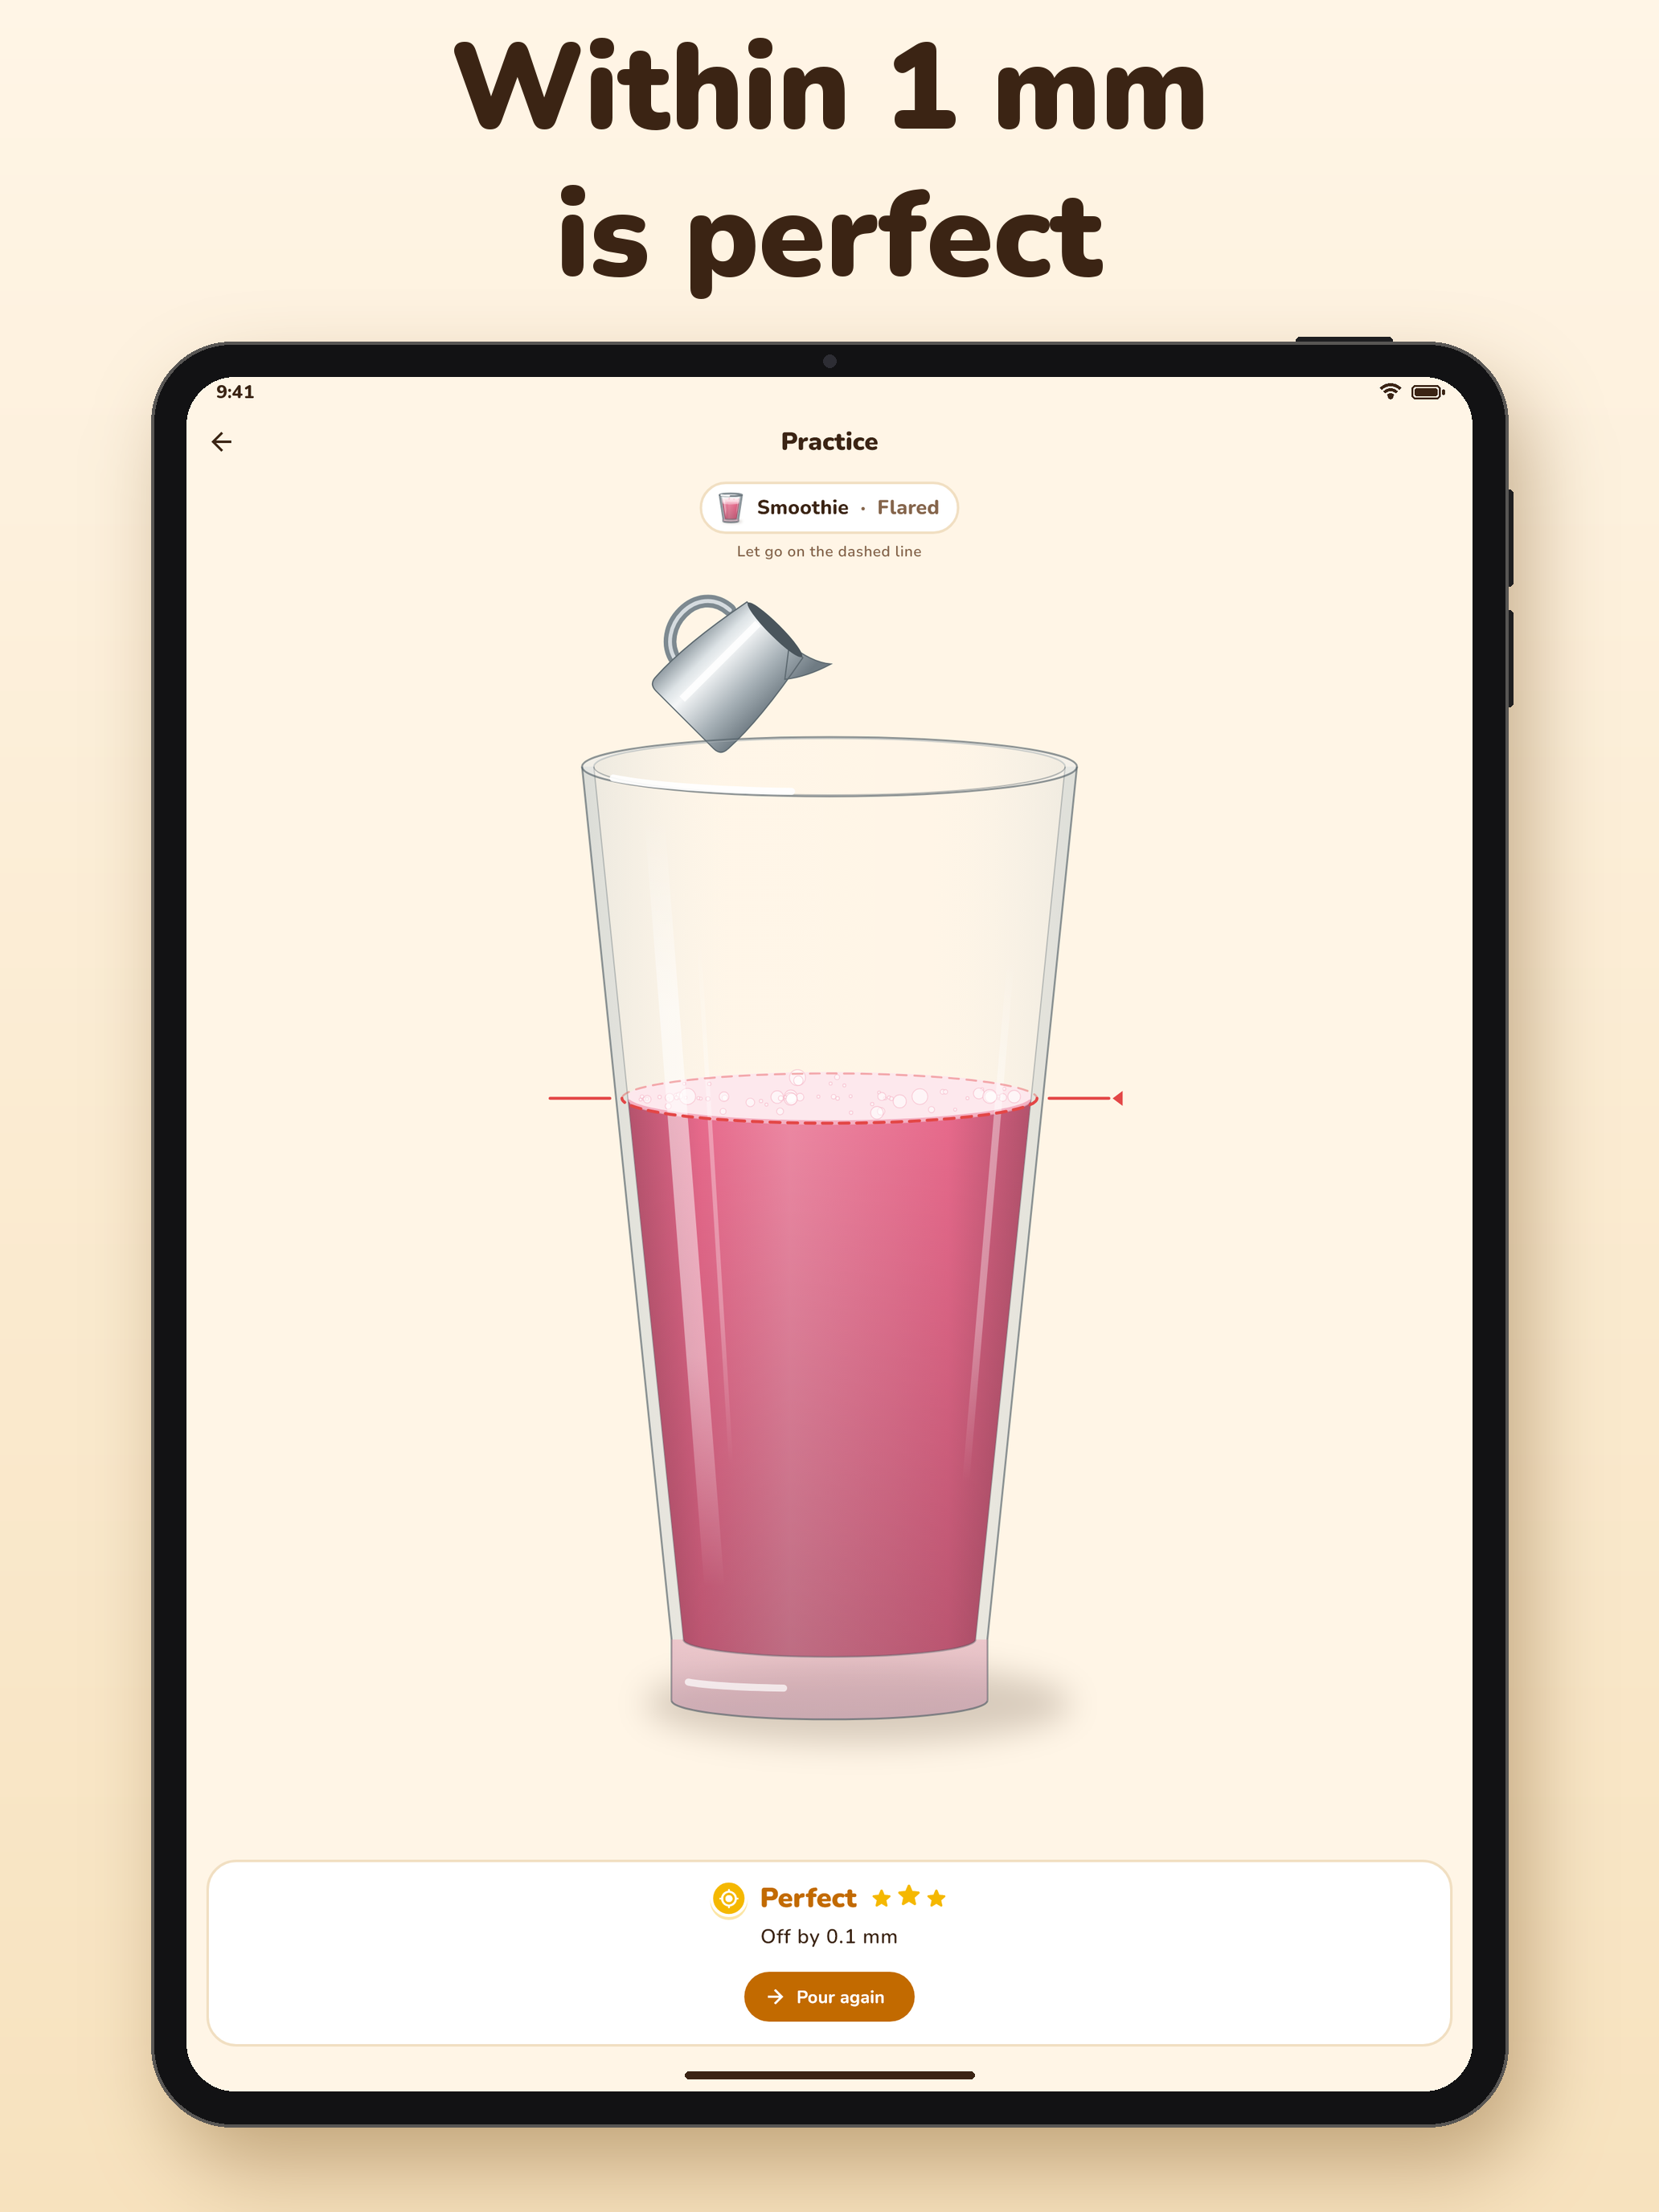 Within 1 mm
is perfect
9:41
Practice
Smoothie · Flared
Let go on the dashed line
Perfect
Off by 0.1 mm
Pour again